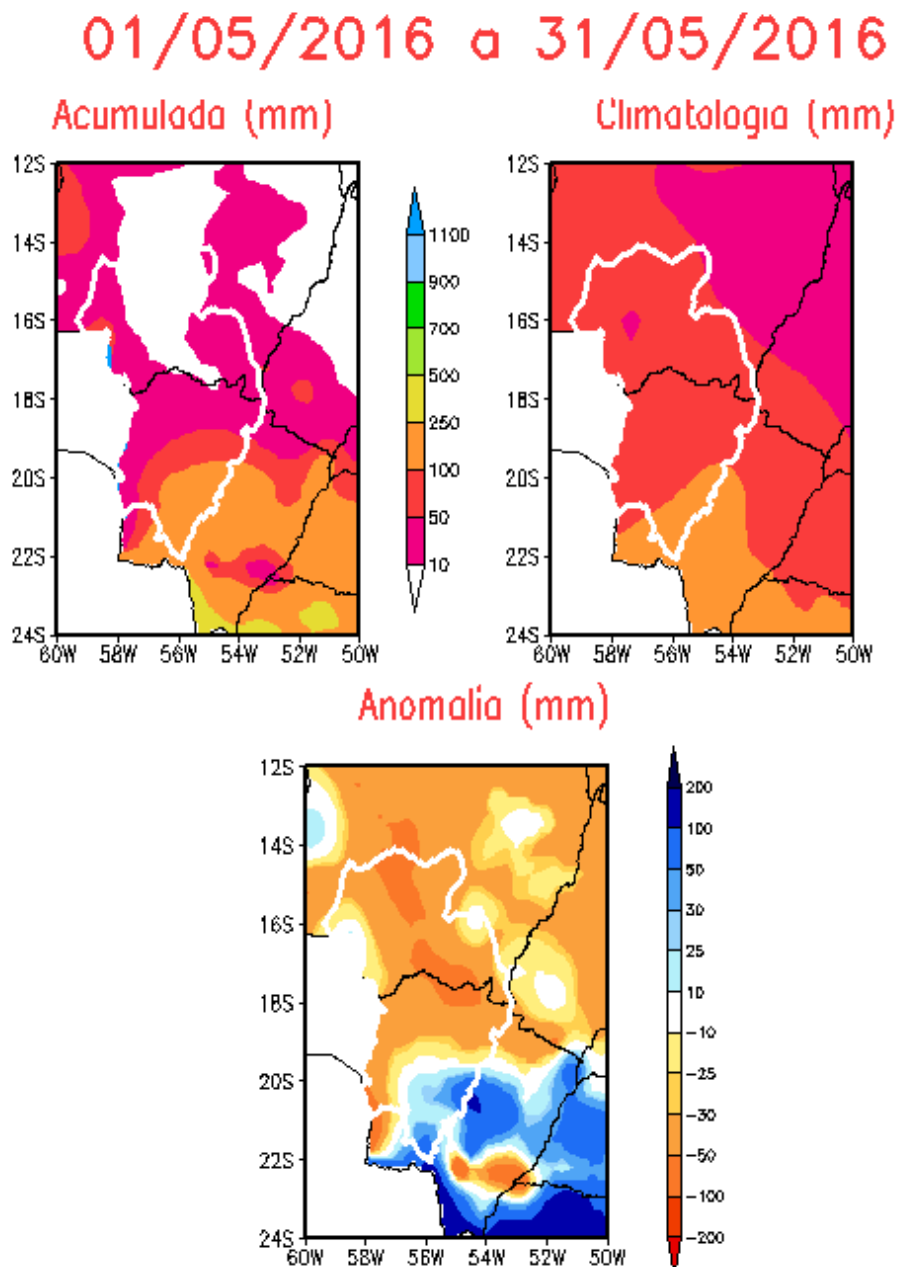 01/05/2016 a 31/05/2016
Acumulada (mm)
12S
14S
16S
18S
20S
22S
24S
60W 58W 56W 54W 52W 50W
1100
900
700
500
250
100
50
10
Climatologia (mm)
12S
14S
16S
18S
20S
22S
24S
60W 58W 56W 54W 52W 50W
Anomalia (mm)
12S
14S
16S
18S
20S
22S
24S
60W 58W 56W 54W 52W 50W
200
100
50
30
25
10
-10
-25
-30
-50
-100
-200